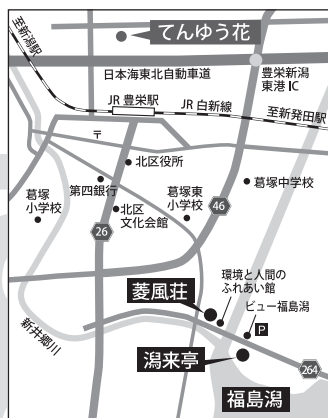 至新潟駅
てんゆう花
日本海東北自動車道
豊栄新潟
東港IC
JR 豊栄駅
JR 白新線
至新発田駅
〒
北区役所
第四銀行
葛塚
小学校
北区
文化会館
葛塚東
小学校
葛塚中学校
46
26
環境と人間の
ふれあい館
菱風荘
ビュー福島潟
P
新井郷川
潟来亭
264
福島潟